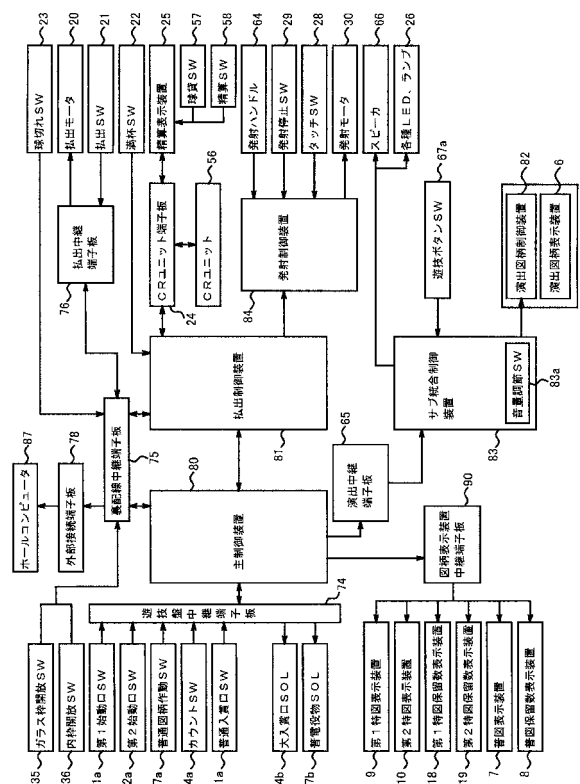 23 球切れSW
20 払出モータ
21 払出SW
22 満杯SW
25 精算表示装置
57 球貸SW
58 精算SW
64 発射ハンドル
29 発射停止SW
28 タッチSW
30 発射モータ
66 スピーカ
26 各種LED、ランプ
76 払出中継端子板
24 CRユニット端子板
56 CRユニット
84 発射制御装置
67a 遊技ボタンSW
82 演出図柄制御装置
6 演出図柄表示装置
87 ホールコンピュータ
78 外部接続端子板
75 裏配線中継端子板
81 払出制御装置
83 サブ統合制御装置
83a 音量調節SW
80 主制御装置
65 演出中継端子板
90 図柄表示装置中継端子板
74 遊技盤中継端子板
35 ガラス枠開放SW
36 内枠開放SW
1a 第1始動口SW
2a 第2始動口SW
7a 普通図柄作動SW
4a カウントSW
1a 普通入賞口SW
4b 大入賞口SOL
7b 普電役物SOL
9 第1特図表示装置
10 第2特図表示装置
18 第1特図保留数表示装置
19 第2特図保留数表示装置
7 普図表示装置
8 普図保留数表示装置